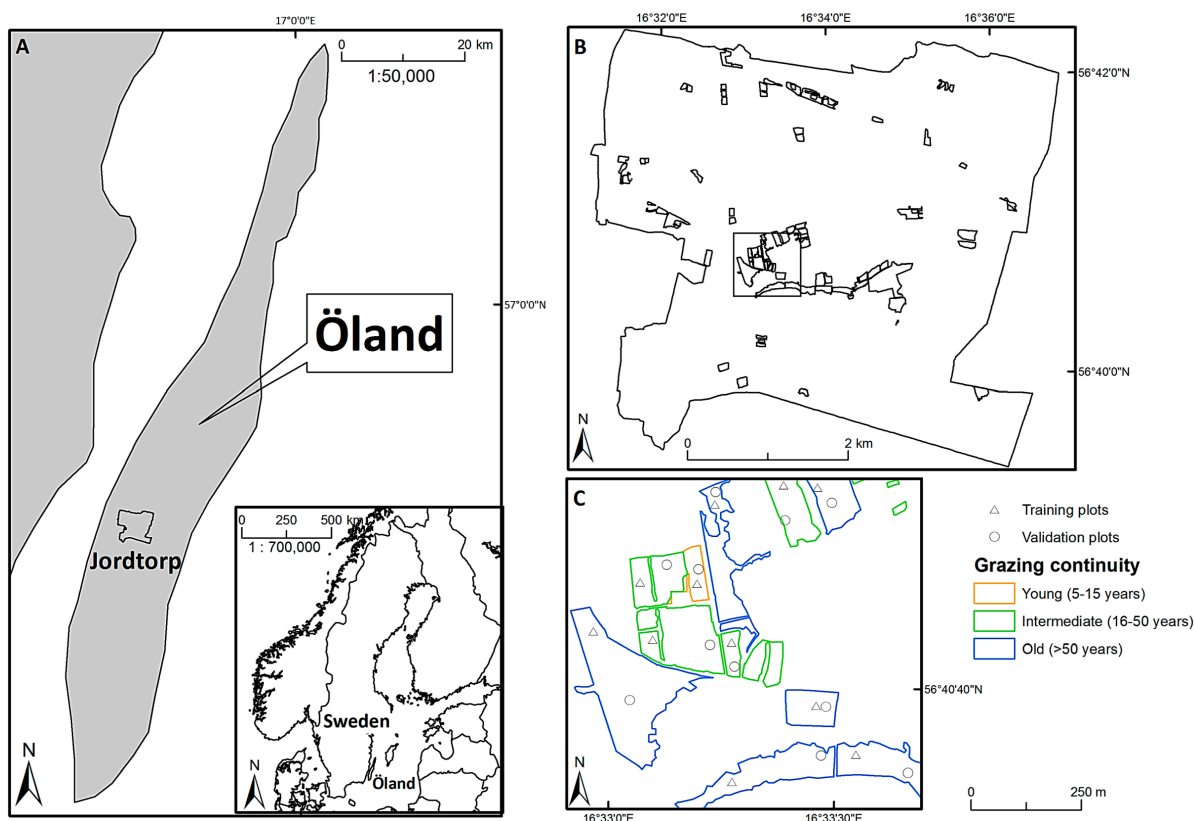 17°0'0"E
A
0 20 km
1:50,000
Öland
57°0'0"N
Jordtorp
N
0 250 500 km
1 : 700,000
Sweden
Öland
N
16°32'0"E 16°34'0"E 16°36'0"E
B
56°42'0"N
56°40'0"N
N
0 2 km
C
56°40'40"N
N
16°33'0"E 16°33'30"E
Training plots
Validation plots
Grazing continuity
Young (5-15 years)
Intermediate (16-50 years)
Old (>50 years)
0 250 m